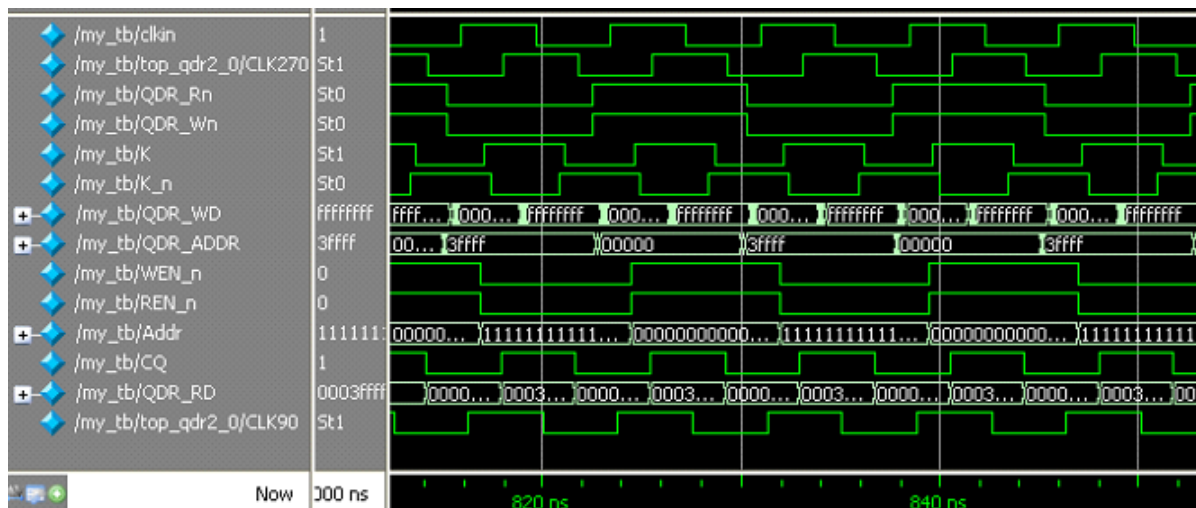 /my_tb/clkin 1
/my_tb/top_qdr2_0/CLK270 St1
/my_tb/QDR_Rn St0
/my_tb/QDR_Wn St0
/my_tb/K St1
/my_tb/K_n St0
/my_tb/QDR_WD ffffffff ffff... 000... ffffffff 000... ffffffff 000... ffffffff 000... ffffffff 000... ffffffff
/my_tb/QDR_ADDR 3ffff 00... 3ffff 00000 3ffff 00000 3ffff
/my_tb/WEN_n 0
/my_tb/REN_n 0
/my_tb/Addr 1111111 00000... 11111111111... 00000000000... 11111111111... 00000000000... 11111111111
/my_tb/CQ 1
/my_tb/QDR_RD 0003ffff 0000... 0003... 0000... 0003... 0000... 0003... 0000... 0003... 0000... 0003... 00
/my_tb/top_qdr2_0/CLK90 St1
Now 000 ns 820 ns 840 ns